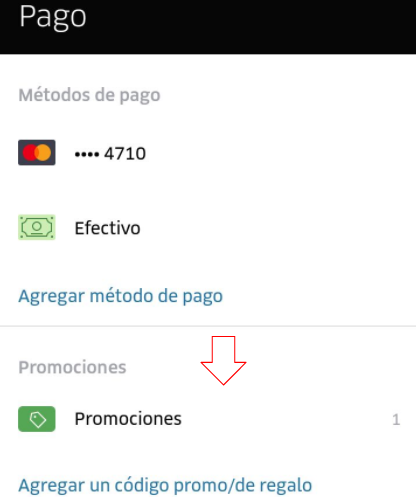 Pago
Métodos de pago
•••• 4710
Efectivo
Agregar método de pago
Promociones
Promociones 1
Agregar un código promo/de regalo